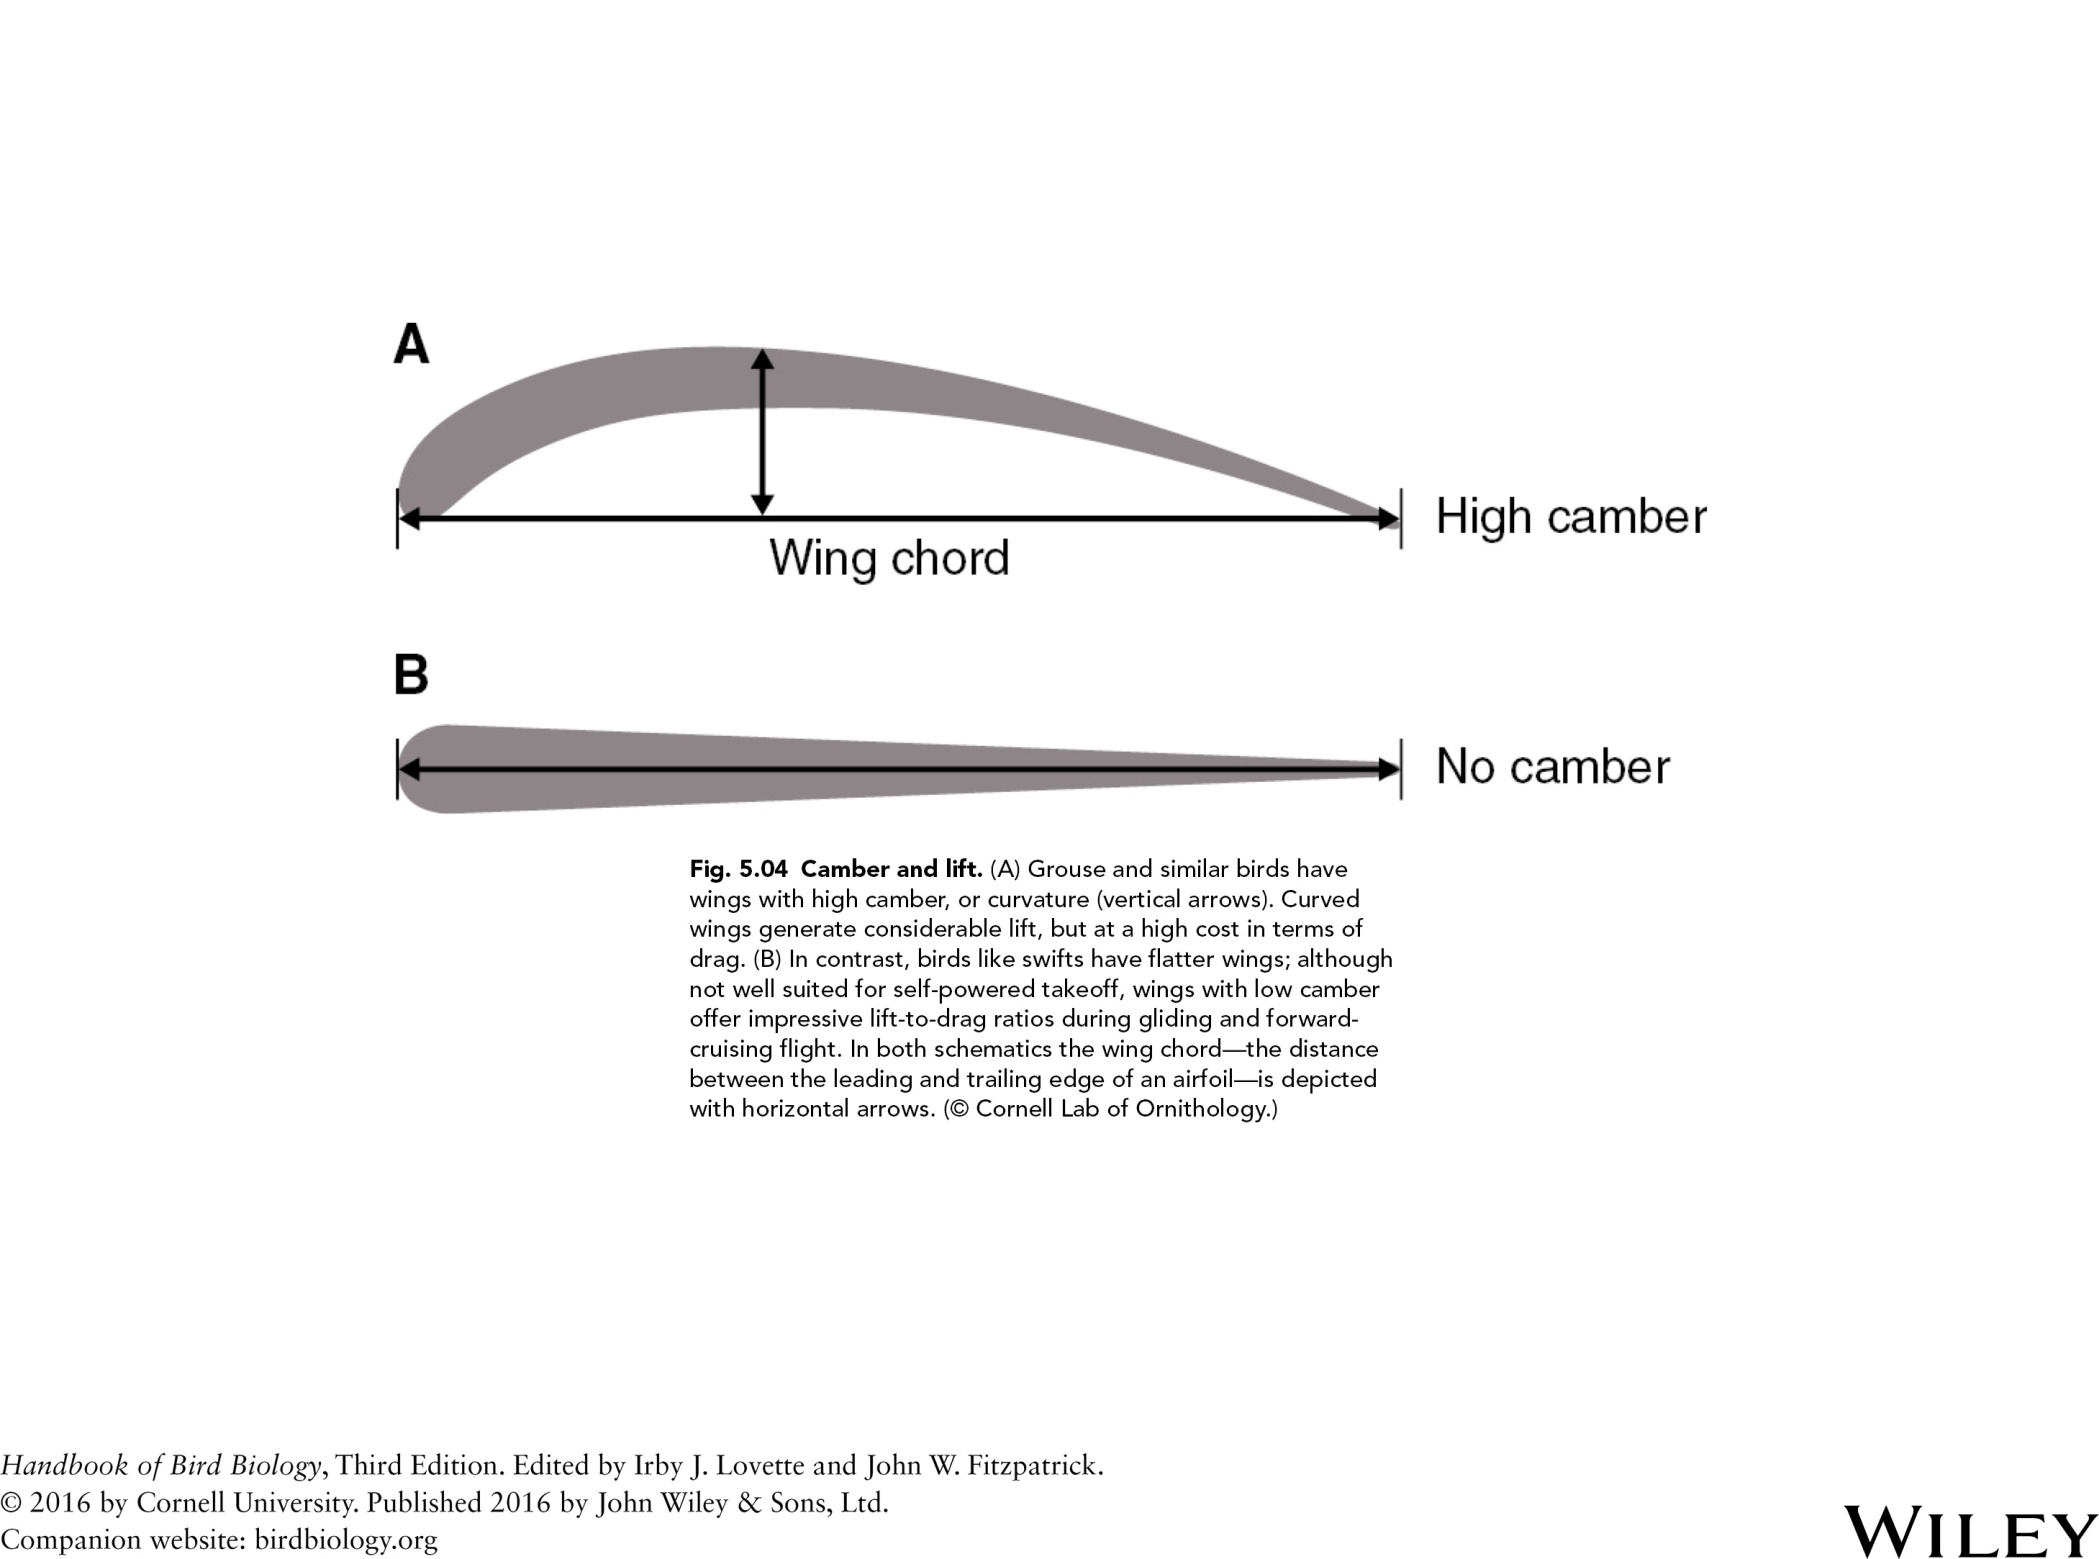 A
High camber
Wing chord
B
No camber
Fig. 5.04 Camber and lift. (A) Grouse and similar birds have
wings with high camber, or curvature (vertical arrows). Curved
wings generate considerable lift, but at a high cost in terms of
drag. (B) In contrast, birds like swifts have flatter wings; although
not well suited for self-powered takeoff, wings with low camber
offer impressive lift-to-drag ratios during gliding and forward-
cruising flight. In both schematics the wing chord—the distance
between the leading and trailing edge of an airfoil—is depicted
with horizontal arrows. (© Cornell Lab of Ornithology.)
Handbook of Bird Biology, Third Edition. Edited by Irby J. Lovette and John W. Fitzpatrick.
© 2016 by Cornell University. Published 2016 by John Wiley & Sons, Ltd.
Companion website: birdbiology.org
WILEY